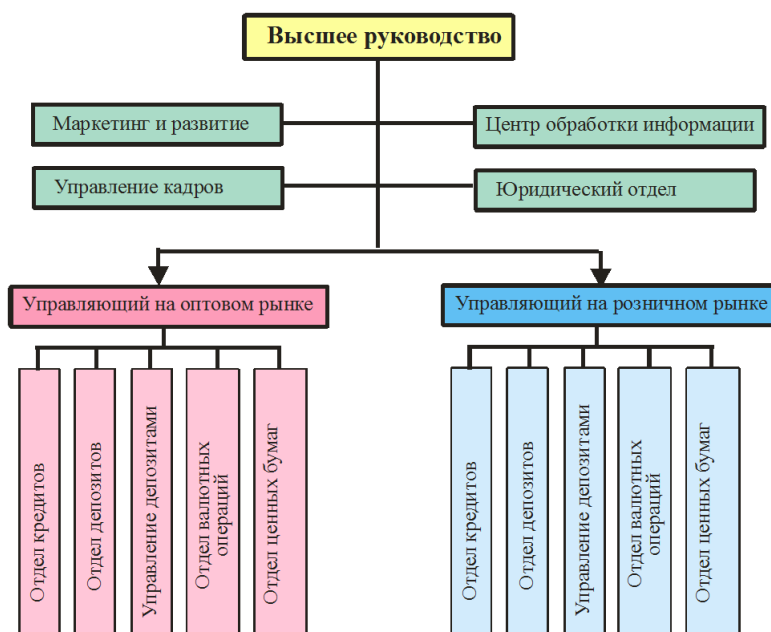 Высшее руководство
Маркетинг и развитие
Центр обработки информации
Управление кадров
Юридический отдел
Управляющий на оптовом рынке
Управляющий на розничном рынке
Отдел кредитов
Отдел депозитов
Управление депозитами
Отдел валютных
операций
Отдел ценных бумаг
Отдел кредитов
Отдел депозитов
Управление депозитами
Отдел валютных
операций
Отдел ценных бумаг